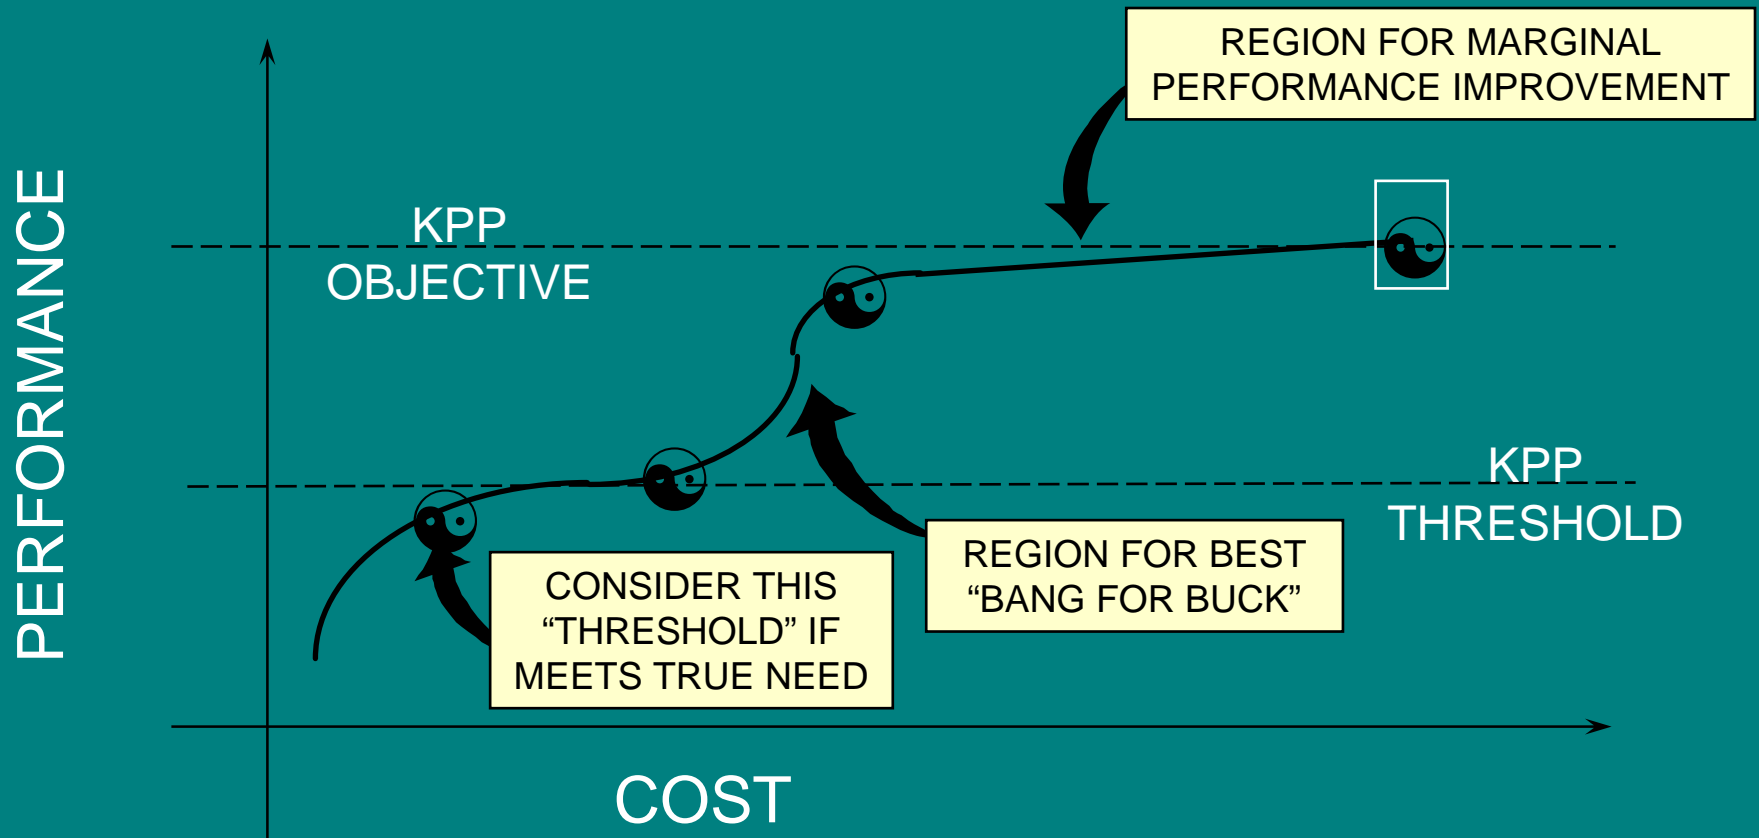 REGION FOR MARGINAL
PERFORMANCE IMPROVEMENT
KPP
OBJECTIVE
PERFORMANCE
KPP
THRESHOLD
REGION FOR BEST
“BANG FOR BUCK”
CONSIDER THIS
“THRESHOLD” IF
MEETS TRUE NEED
COST